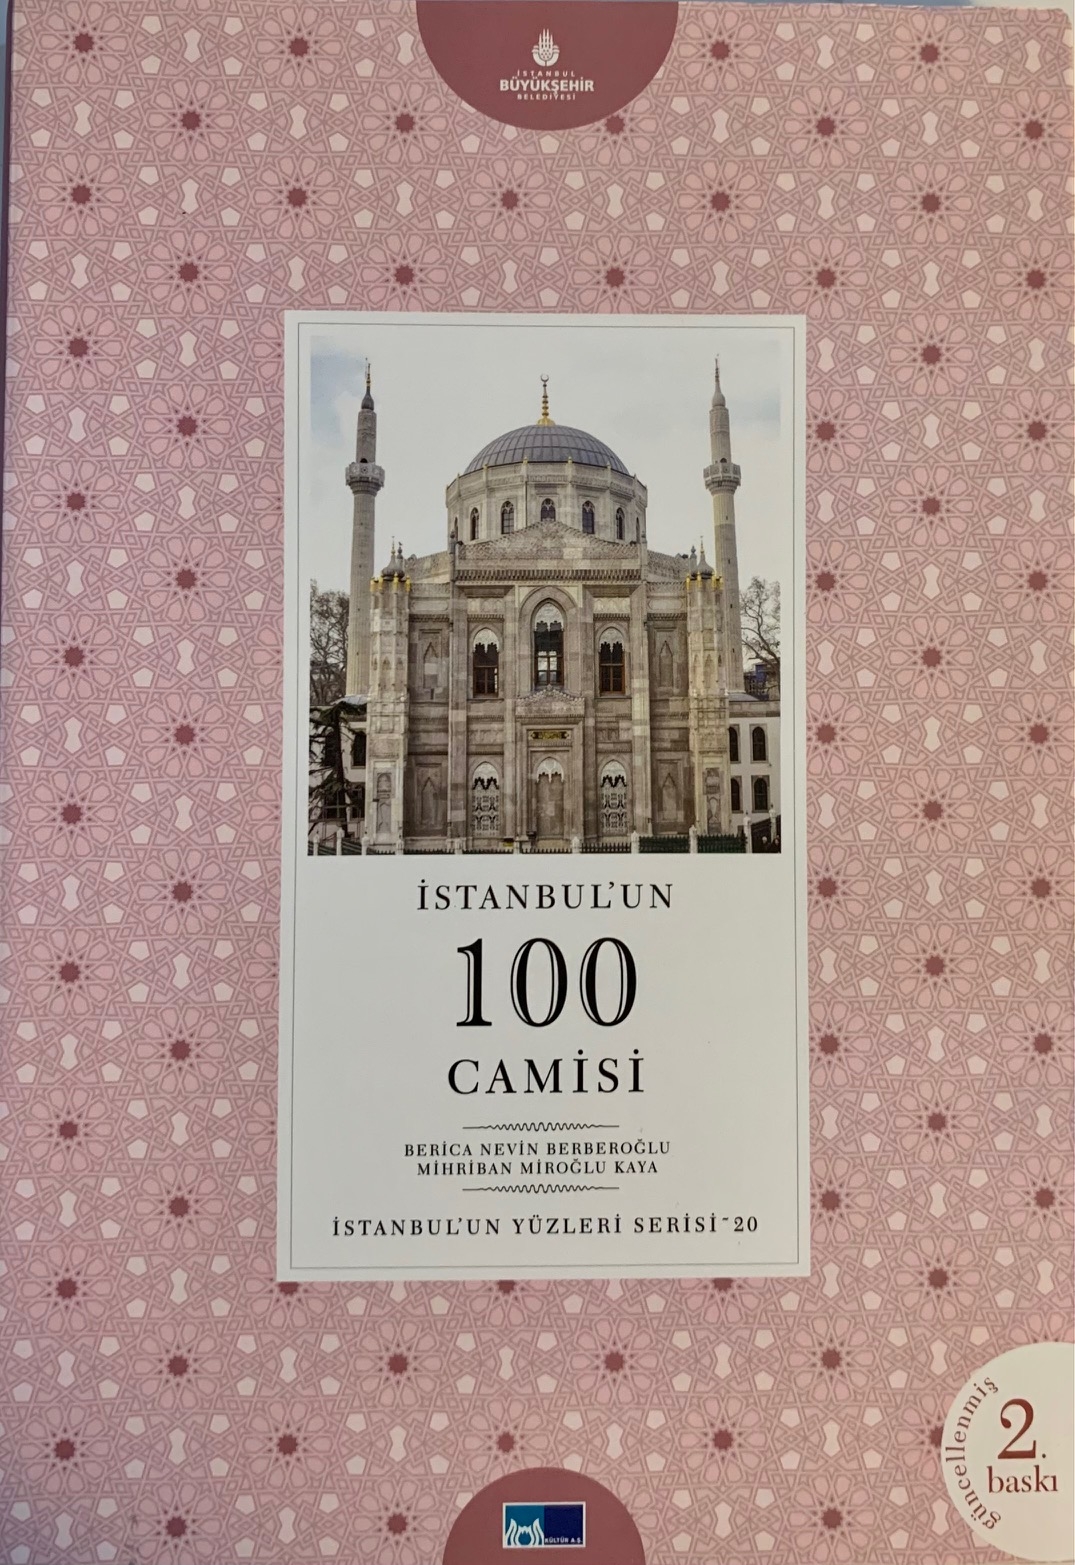 İSTANBUL
BÜYÜKŞEHİR
BELEDİYESİ
İSTANBUL'UN
100
CAMİSİ
BERİCA NEVİN BERBEROĞLU
MİHRİBAN MİROĞLU KAYA
İSTANBUL'UN YÜZLERİ SERİSİ~20
güncellenmiş
2.
baskı
KÜLTÜR A.Ş